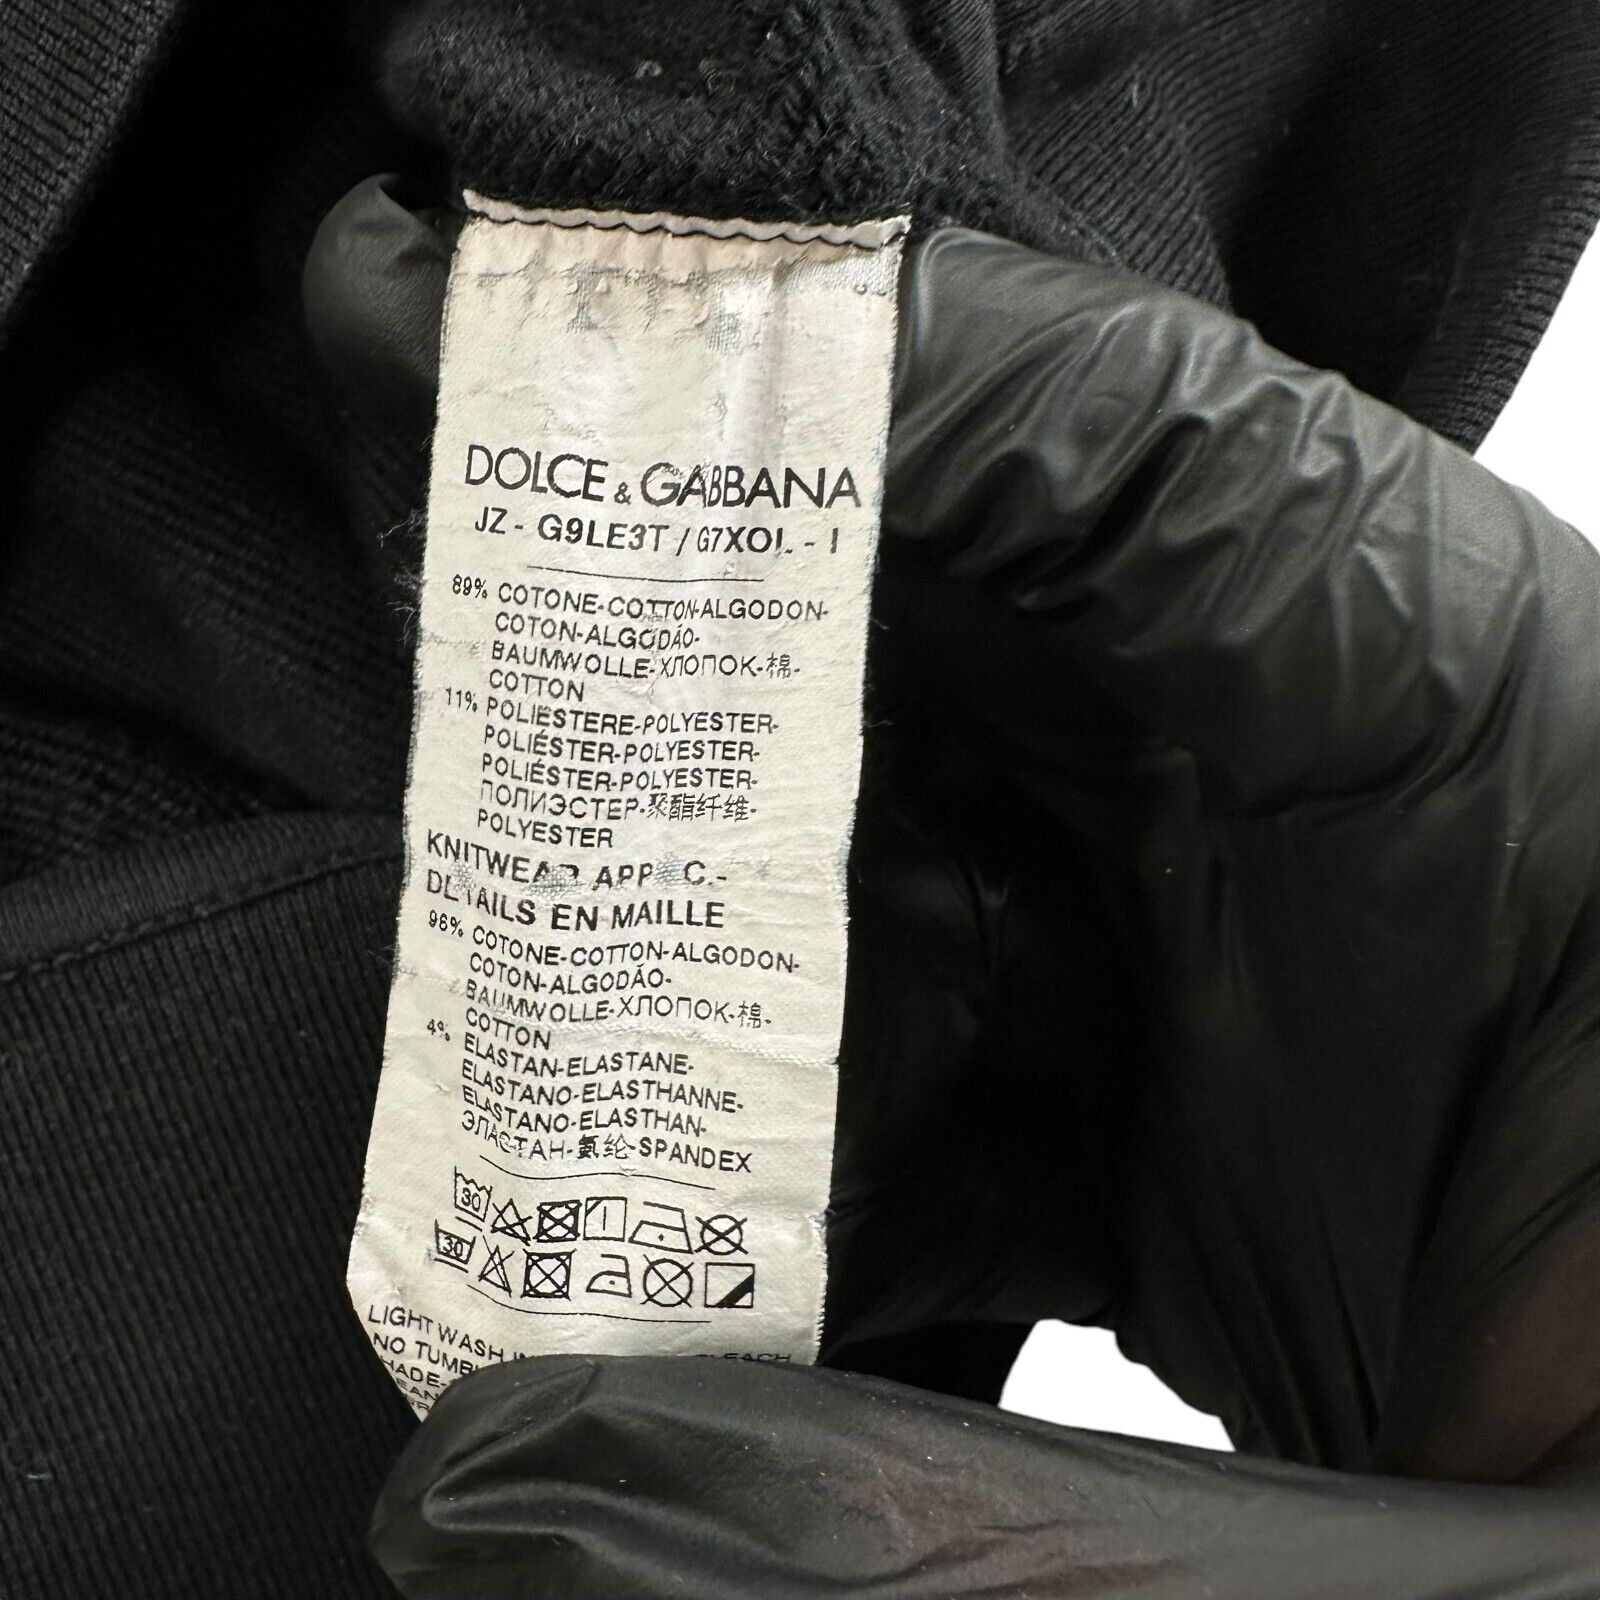 DOLCE & GABBANA
JZ - G9LE3T / G7XOL - I
89% COTONE-COTTON-ALGODON-
COTON-ALGODÃO-
BAUMWOLLE-ХЛОПОК-棉-
COTTON
11% POLIESTERE-POLYESTER-
POLIÉSTER-POLYESTER-
POLIÉSTER-POLYESTER-
ПОЛИЭСТЕР-聚酯纤维-
POLYESTER
KNITWEAR
DETAILS EN MAILLE
96% COTONE-COTTON-ALGODON-
COTON-ALGODÃO-
BAUMWOLLE-ХЛОПОК-棉-
COTTON
4% ELASTAN-ELASTANE-
ELASTANO-ELASTHANNE-
ELASTANO-ELASTHAN-
ЭЛАСТАН-氨纶-SPANDEX
30
30
LIGHT WASH
NO